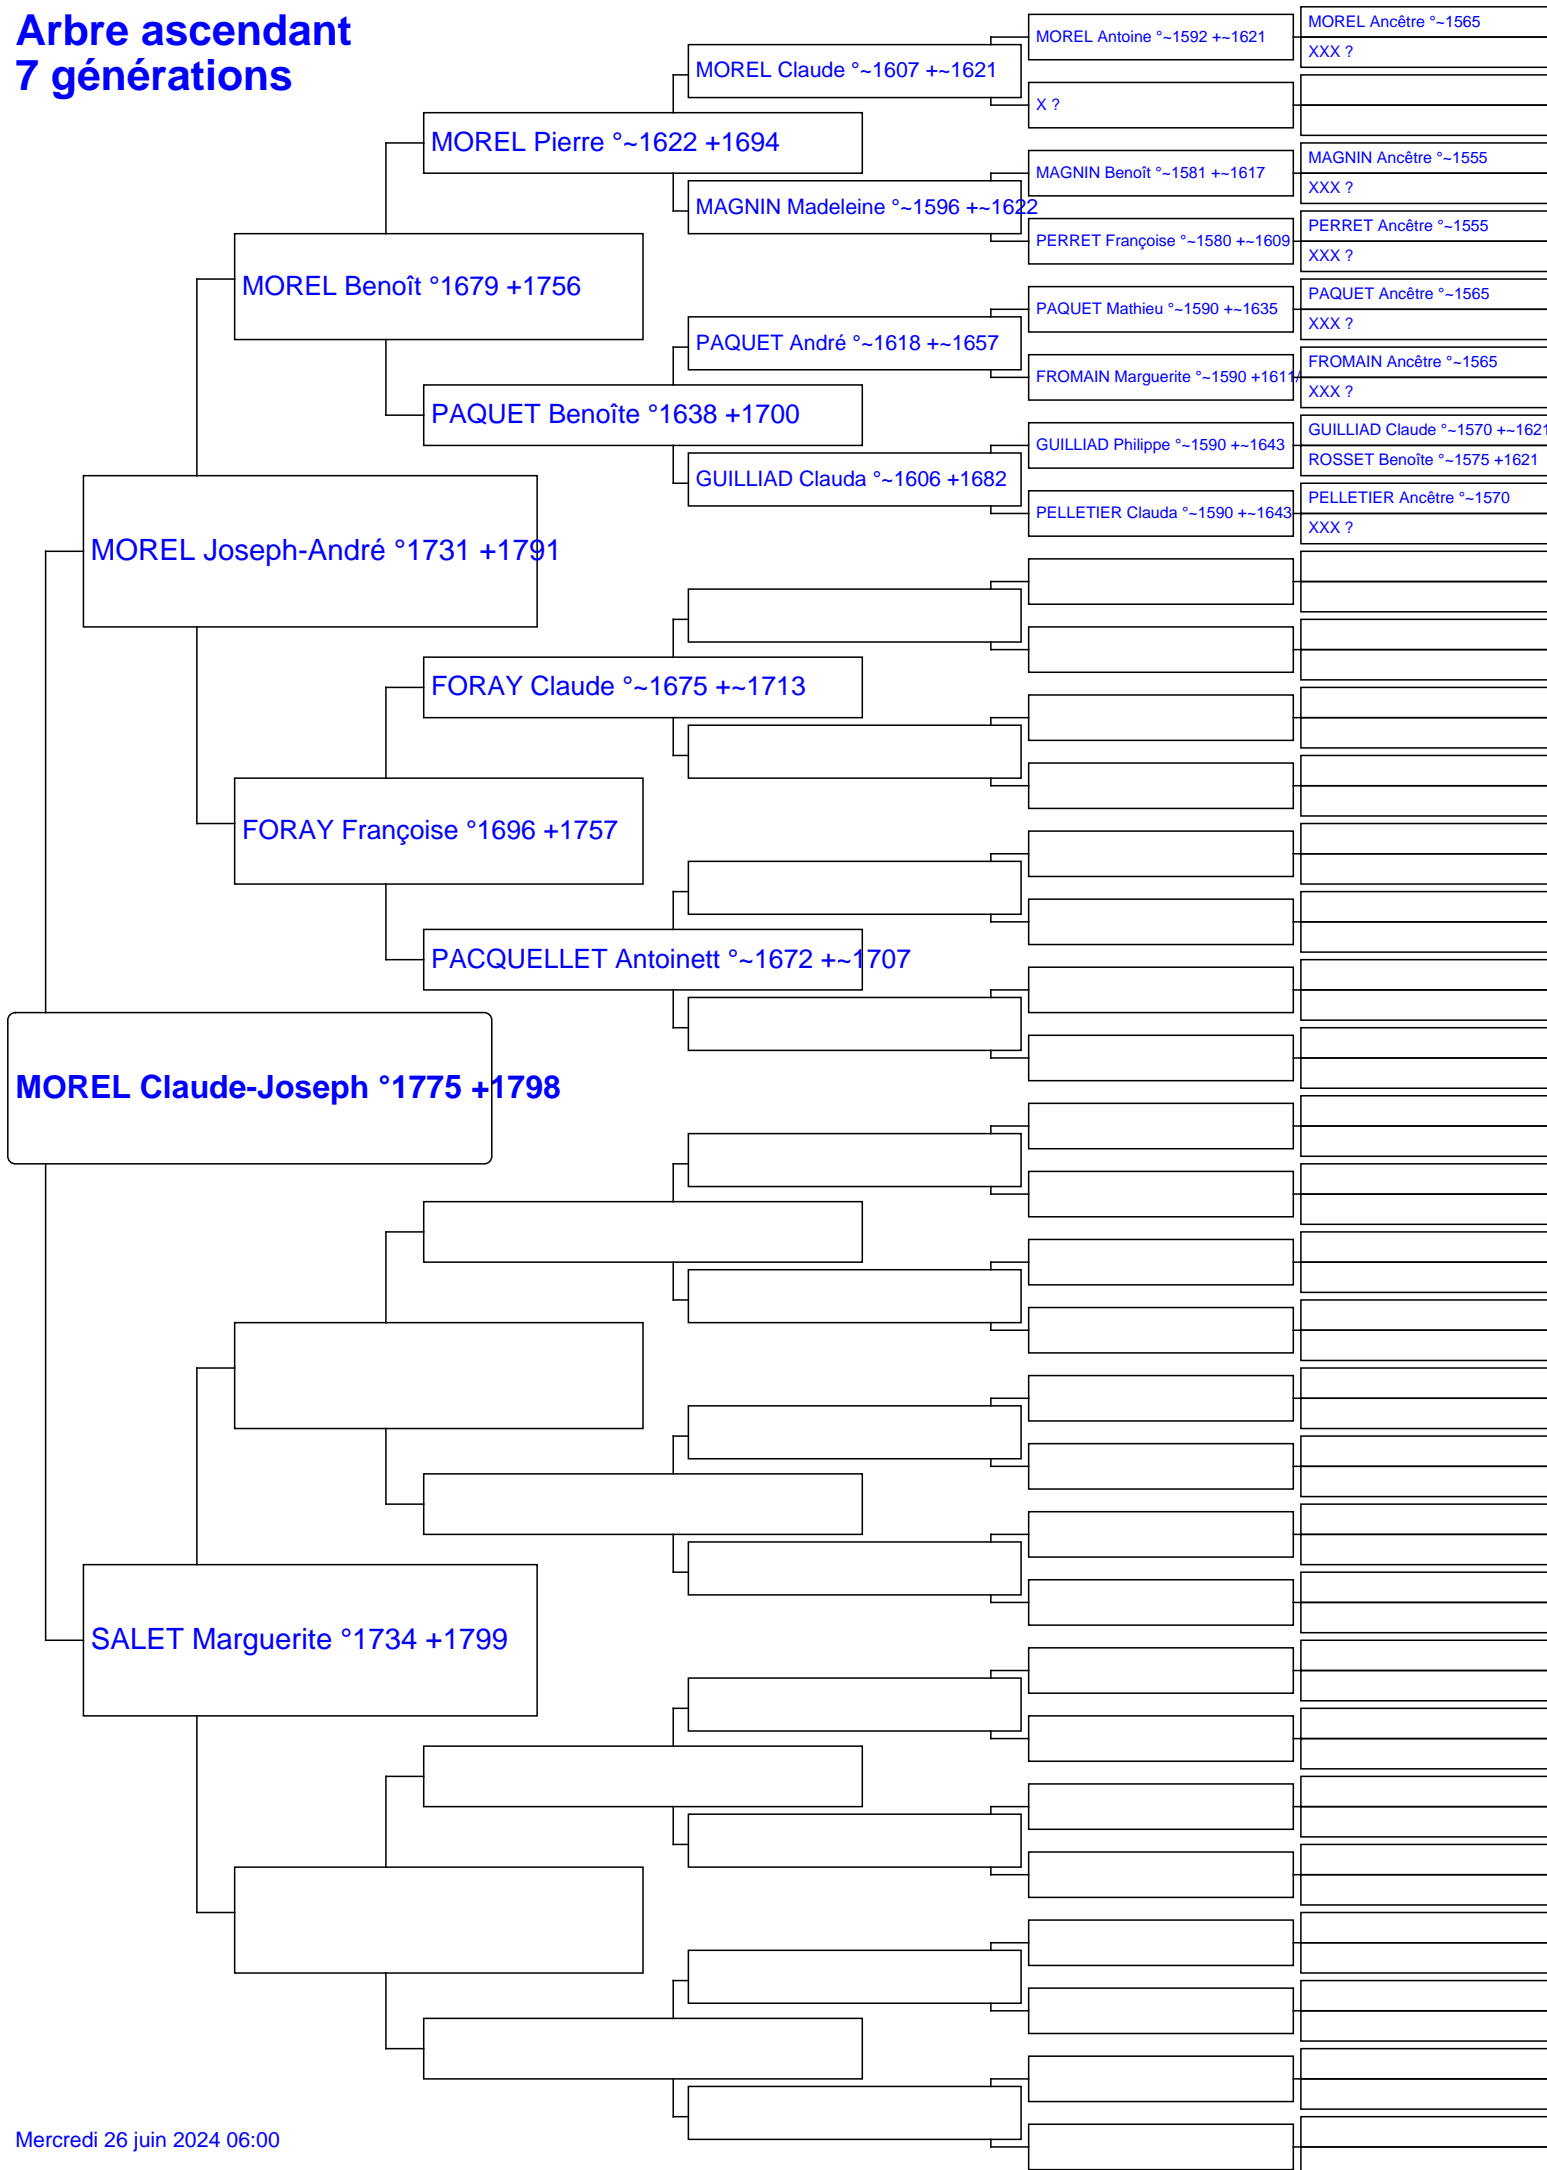 Arbre ascendant
7 générations
MOREL Ancêtre °~1565
MOREL Antoine °~1592 +~1621
XXX ?
MOREL Claude °~1607 +~1621
X ?
MOREL Pierre °~1622 +1694
MAGNIN Ancêtre °~1555
MAGNIN Benoît °~1581 +~1617
XXX ?
MAGNIN Madeleine °~1596 +~1622
PERRET Ancêtre °~1555
PERRET Françoise °~1580 +~1609
XXX ?
MOREL Benoît °1679 +1756
PAQUET Ancêtre °~1565
PAQUET Mathieu °~1590 +~1635
XXX ?
PAQUET André °~1618 +~1657
FROMAIN Ancêtre °~1565
FROMAIN Marguerite °~1590 +1611/
XXX ?
PAQUET Benoîte °1638 +1700
GUILLIAD Claude °~1570 +~1621
GUILLIAD Philippe °~1590 +~1643
ROSSET Benoîte °~1575 +1621
GUILLIAD Clauda °~1606 +1682
PELLETIER Ancêtre °~1570
PELLETIER Clauda °~1590 +~1643
XXX ?
MOREL Joseph-André °1731 +1791
FORAY Claude °~1675 +~1713
FORAY Françoise °1696 +1757
PACQUELLET Antoinett °~1672 +~1707
MOREL Claude-Joseph °1775 +1798
SALET Marguerite °1734 +1799
Mercredi 26 juin 2024 06:00